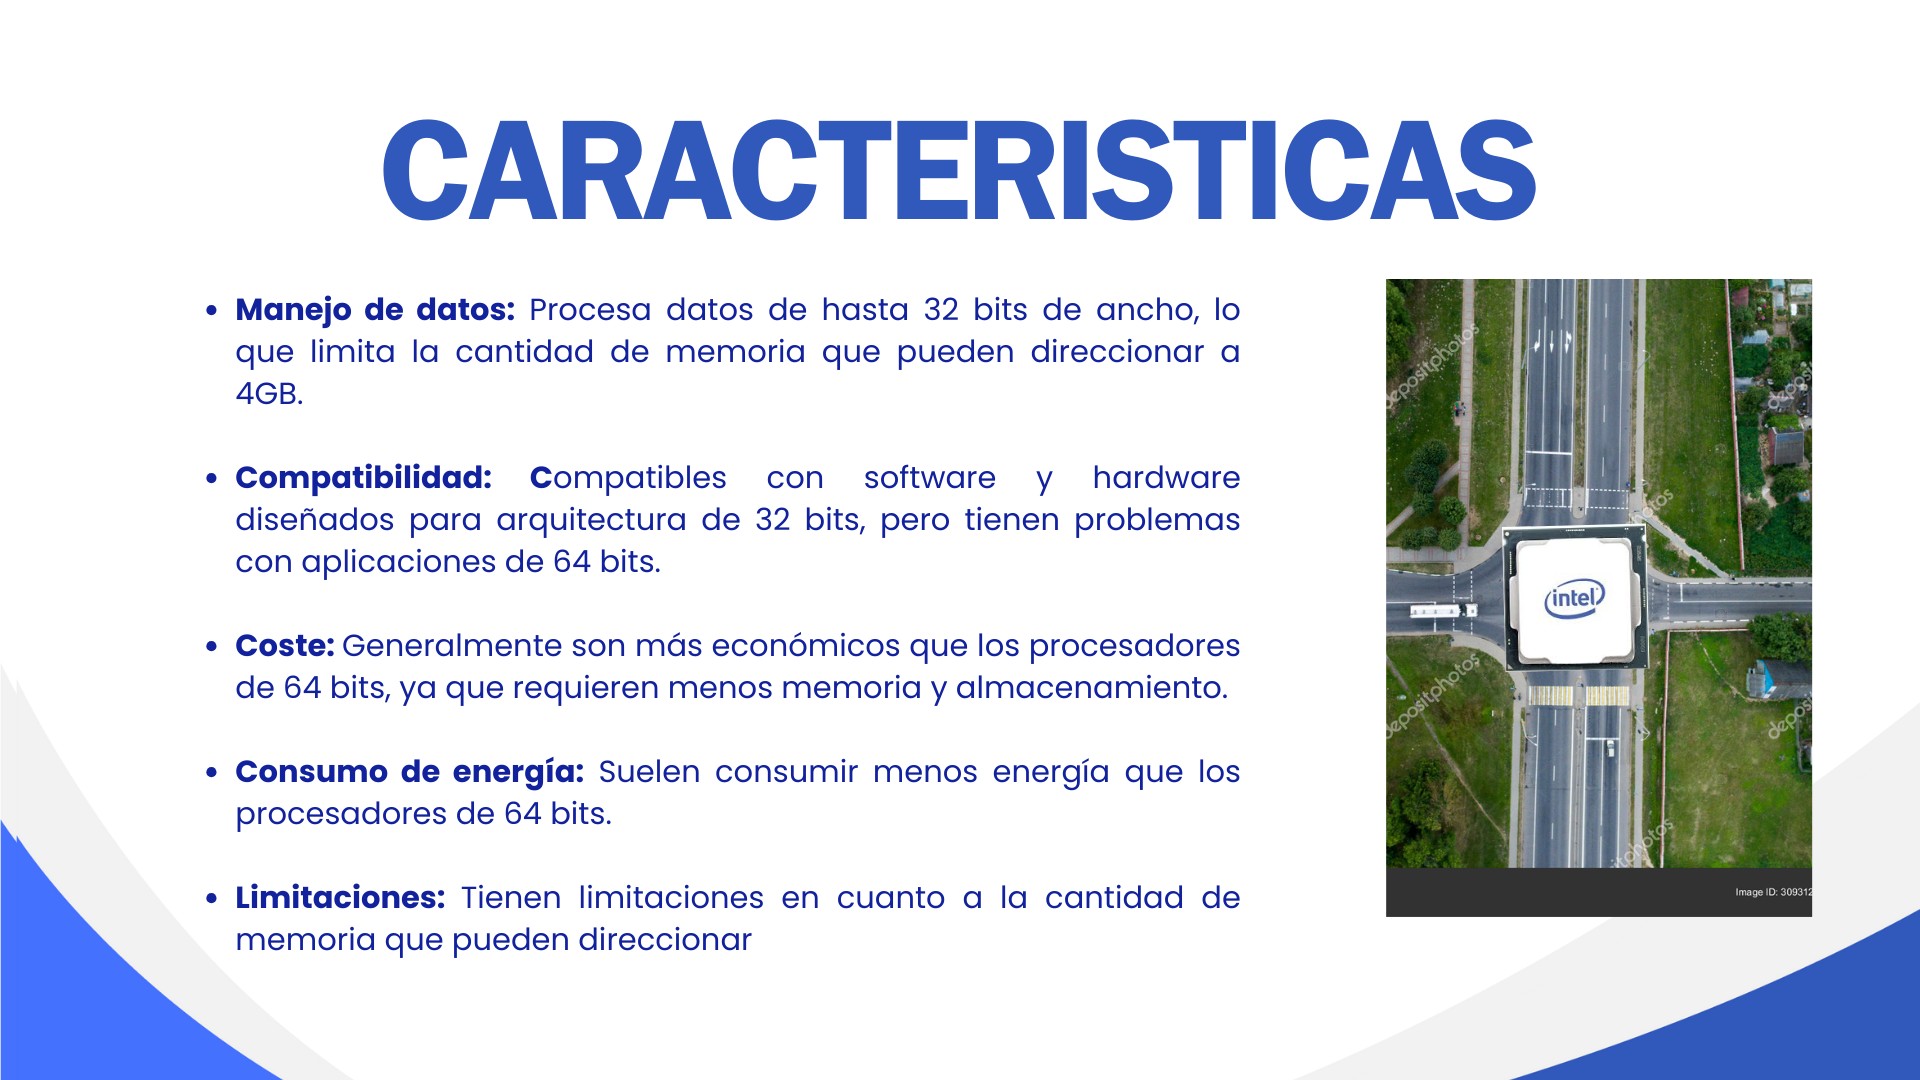 CARACTERISTICAS
• Manejo de datos: Procesa datos de hasta 32 bits de ancho, lo
que limita la cantidad de memoria que pueden direccionar a
4GB.
• Compatibilidad: Compatibles con software y hardware
diseñados para arquitectura de 32 bits, pero tienen problemas
con aplicaciones de 64 bits.
• Coste: Generalmente son más económicos que los procesadores
de 64 bits, ya que requieren menos memoria y almacenamiento.
• Consumo de energía: Suelen consumir menos energía que los
procesadores de 64 bits.
• Limitaciones: Tienen limitaciones en cuanto a la cantidad de
memoria que pueden direccionar
depositphotos
intel
depositphotos
Image ID: 309312